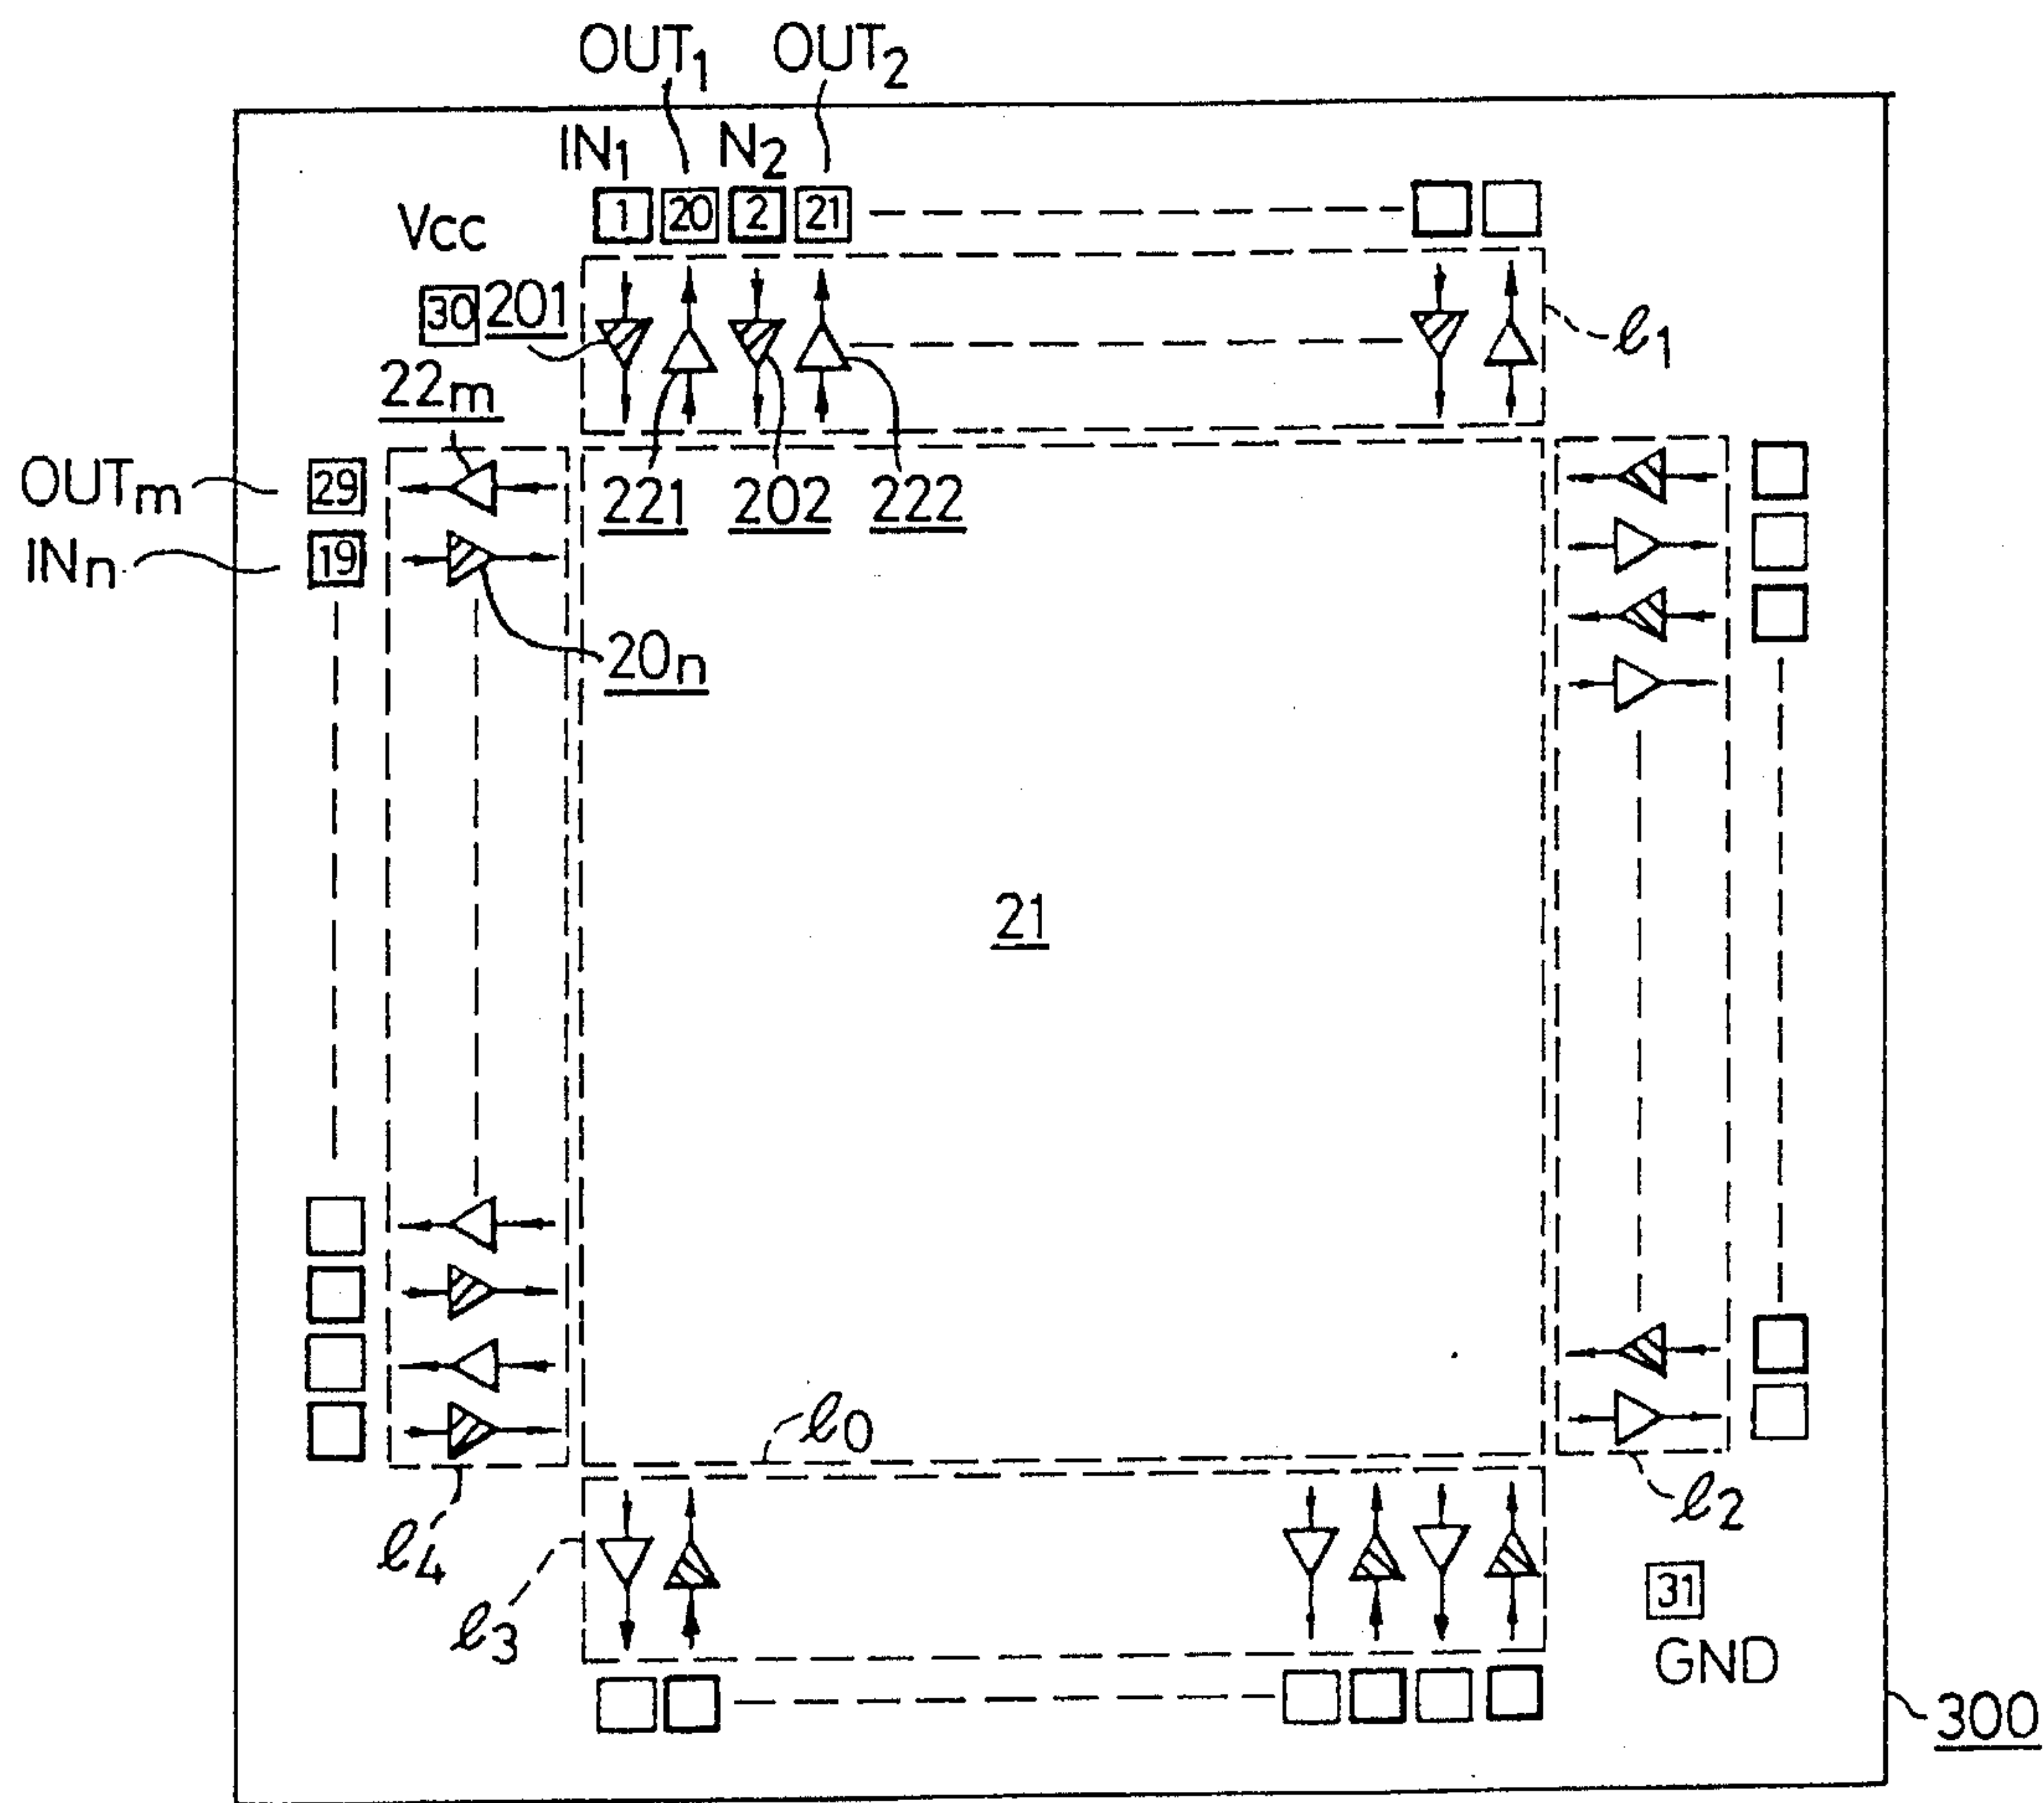 OUT₁ OUT₂
IN₁ N₂
1 20 2 21
Vcc
30 201
ℓ₁
22m
OUTm 29
221 202 222
INn 19
20n
21
ℓ₀
ℓ₂
ℓ₄
ℓ₃
31
GND
300